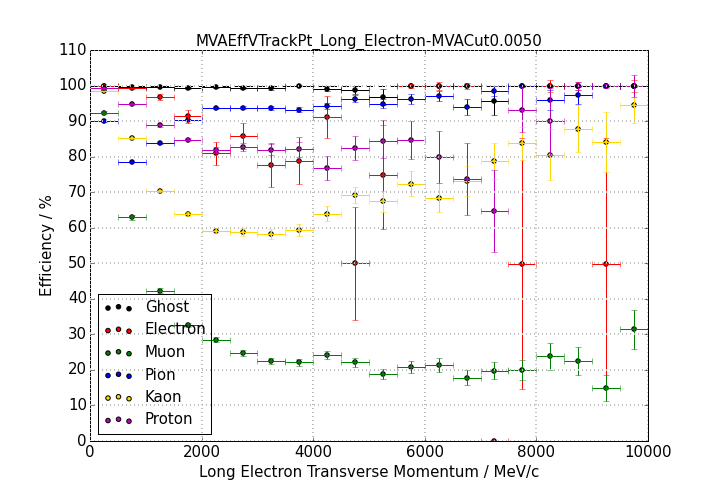 MVAEffVTrackPt_Long_Electron-MVACut0.0050
110
100
90
80
70
60
50
40
30
20
10
0
Efficiency / %
Ghost
Electron
Muon
Pion
Kaon
Proton
0 2000 4000 6000 8000 10000
Long Electron Transverse Momentum / MeV/c